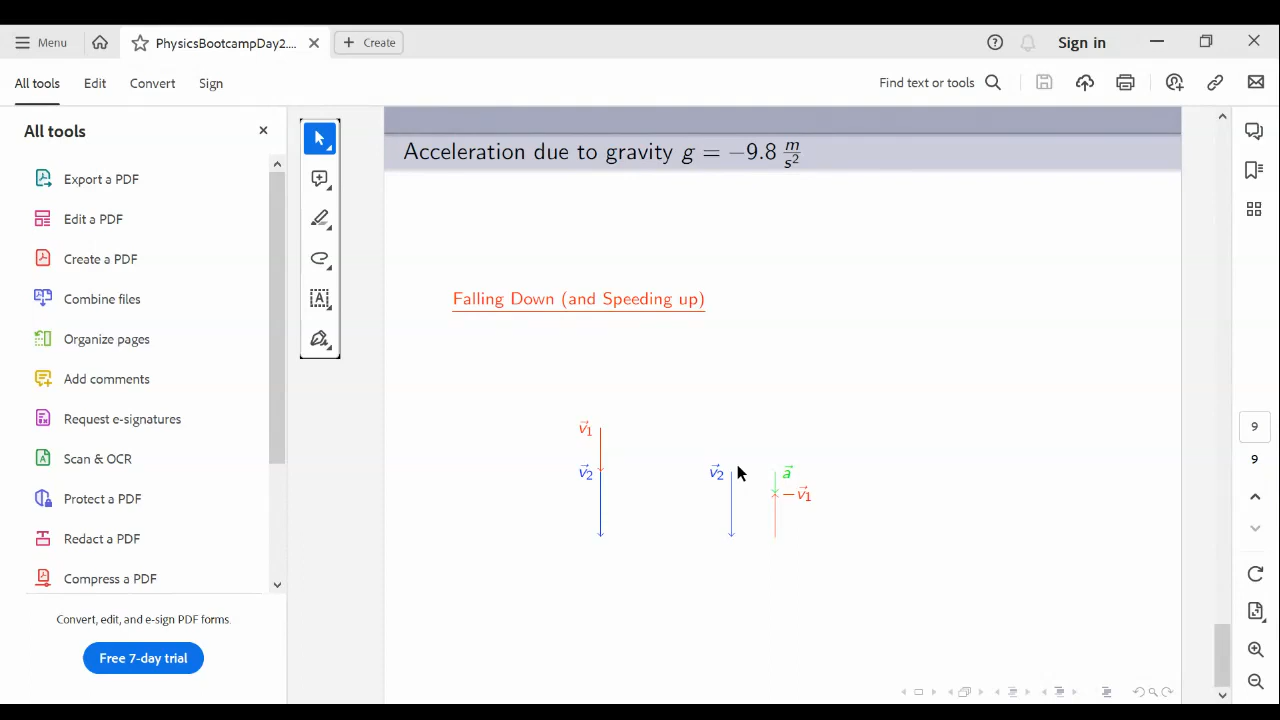 Menu
PhysicsBootcampDay2....
Create
Sign in
All tools
Edit
Convert
Sign
Find text or tools
All tools
Export a PDF
Edit a PDF
Create a PDF
Combine files
Organize pages
Add comments
Request e-signatures
Scan & OCR
Protect a PDF
Redact a PDF
Compress a PDF
Convert, edit, and e-sign PDF forms.
Free 7-day trial
Acceleration due to gravity g = −9.8 m/s²
Falling Down (and Speeding up)
v⃗₁
v⃗₂
v⃗₂
a⃗
−v⃗₁
9
9